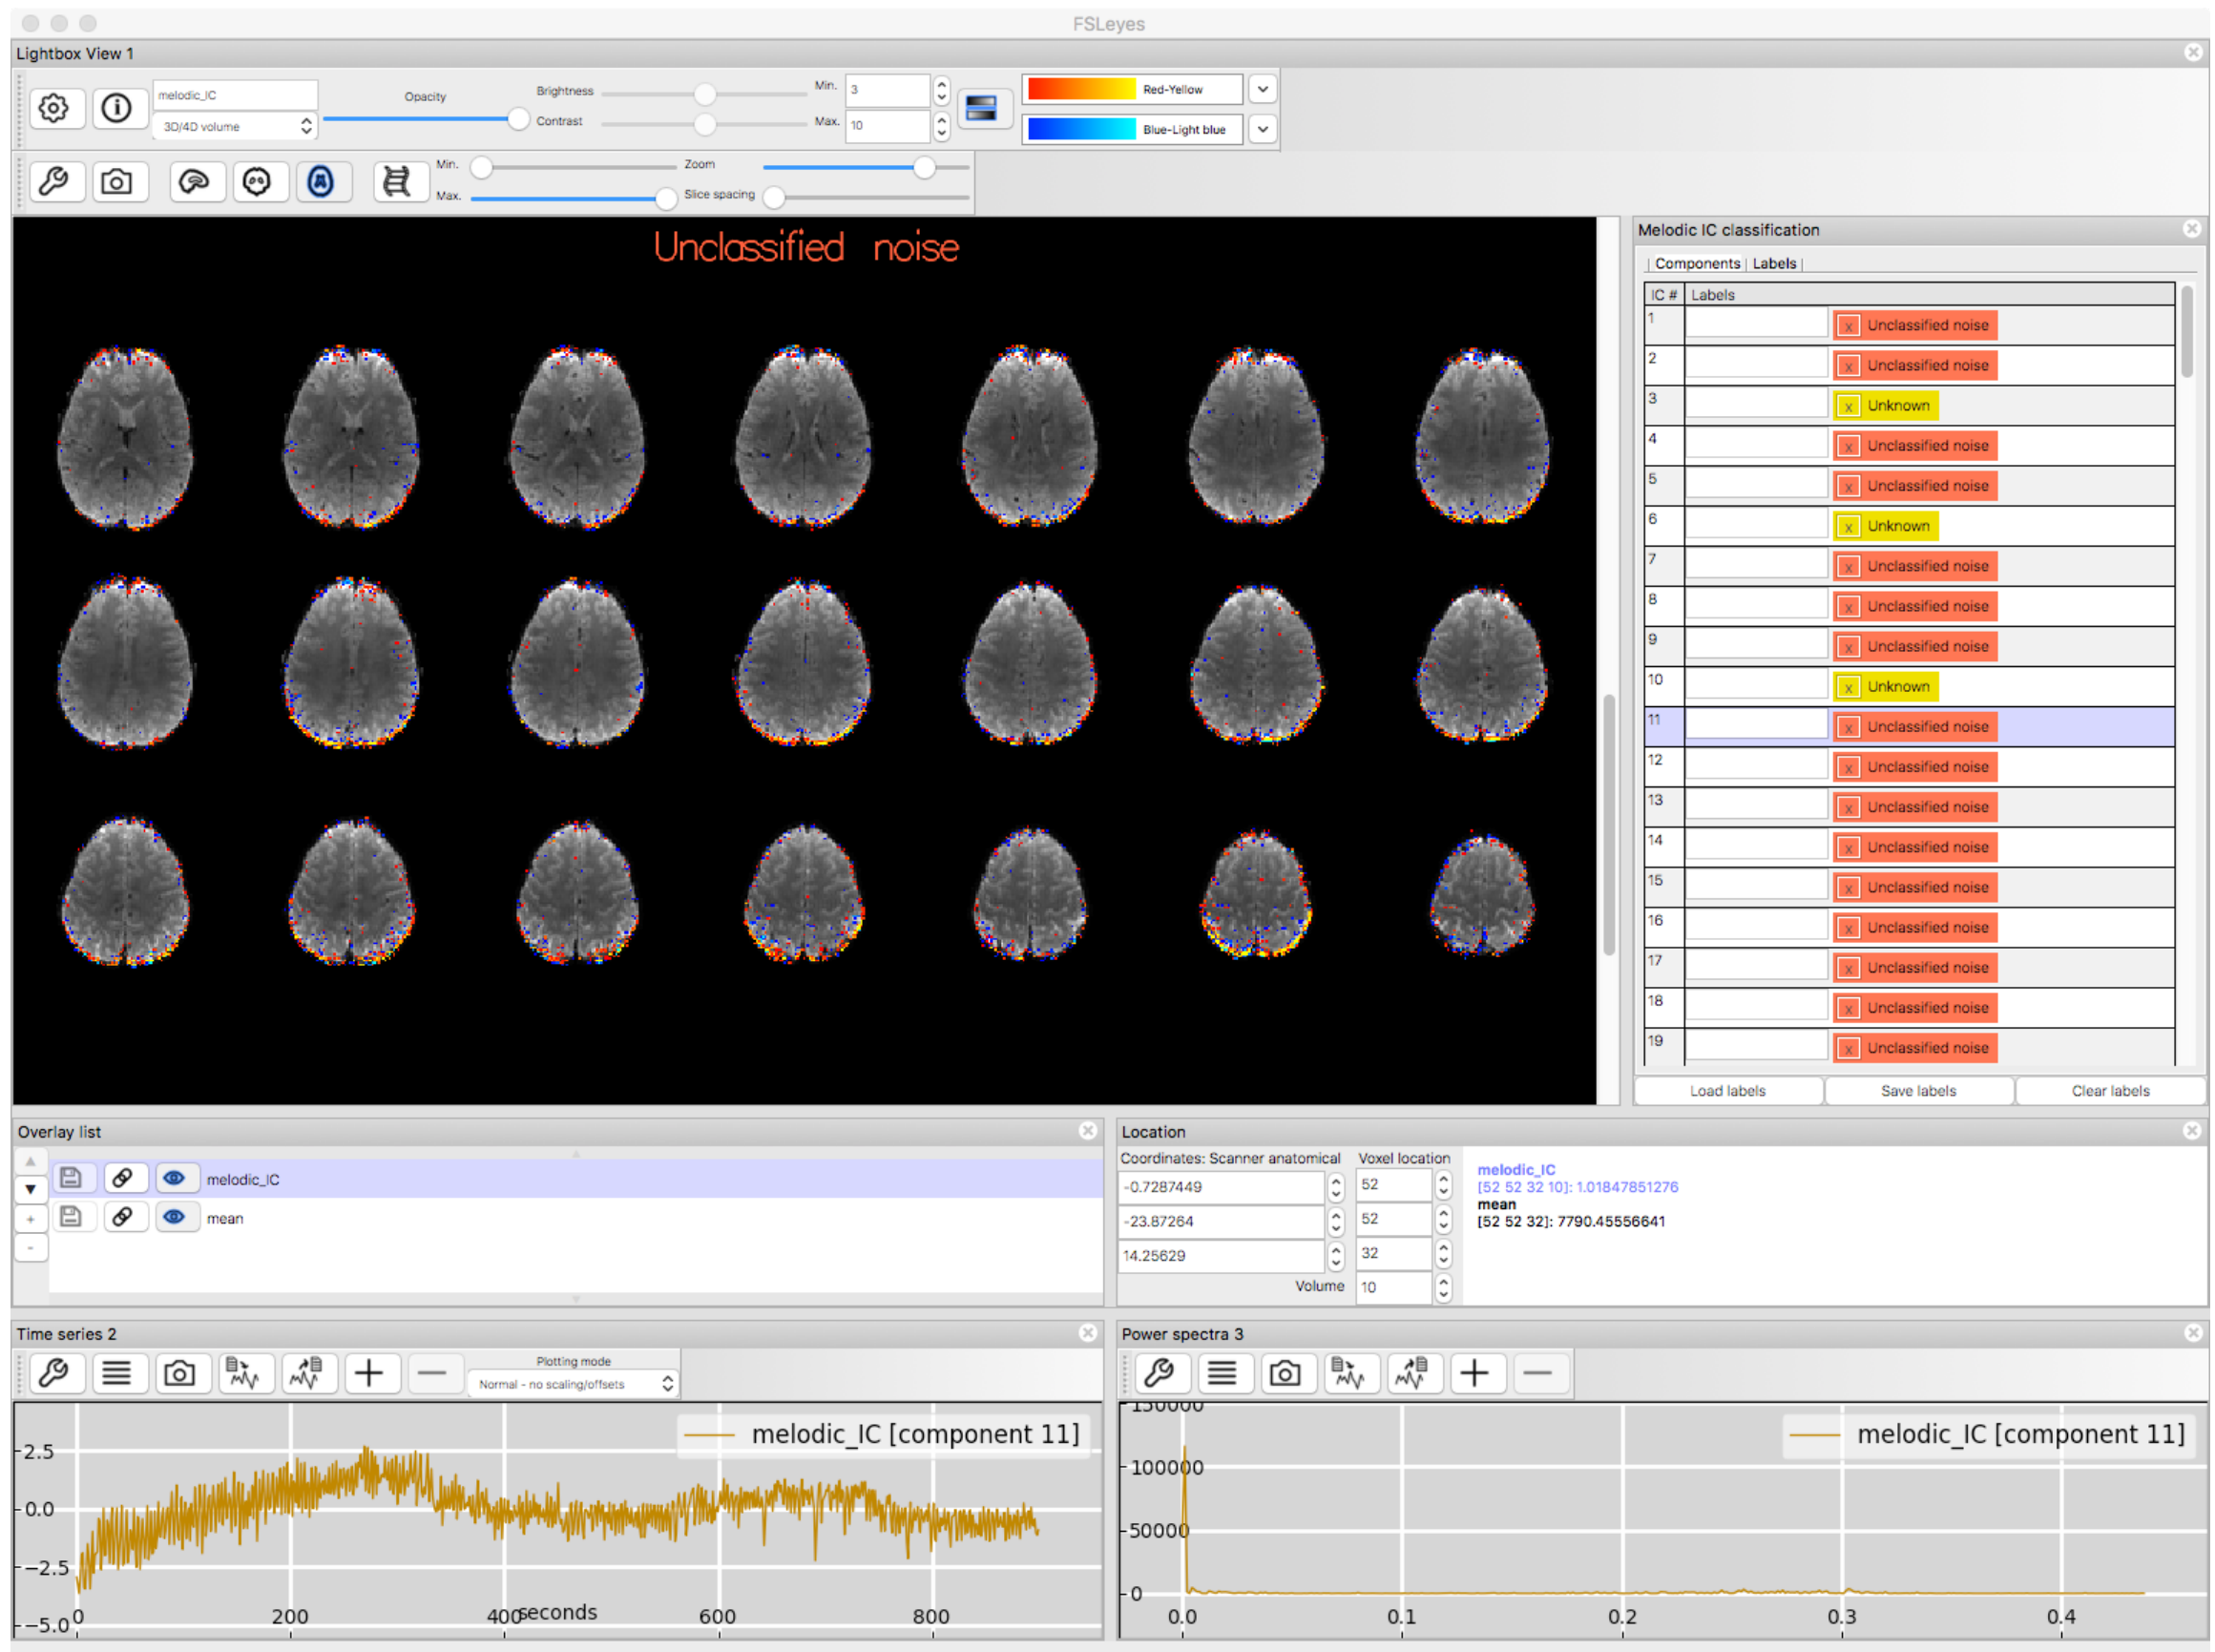 FSLeyes
Lightbox View 1
melodic_IC
3D/4D volume
Opacity
Brightness
Contrast
Min. 3
Max. 10
Red-Yellow
Blue-Light blue
Min.
Max.
Zoom
Slice spacing
Unclassified noise
Melodic IC classification
Components Labels
IC # Labels
1 x Unclassified noise
2 x Unclassified noise
3 x Unknown
4 x Unclassified noise
5 x Unclassified noise
6 x Unknown
7 x Unclassified noise
8 x Unclassified noise
9 x Unclassified noise
10 x Unknown
11 x Unclassified noise
12 x Unclassified noise
13 x Unclassified noise
14 x Unclassified noise
15 x Unclassified noise
16 x Unclassified noise
17 x Unclassified noise
18 x Unclassified noise
19 x Unclassified noise
Load labels Save labels Clear labels
Overlay list
melodic_IC
mean
Location
Coordinates: Scanner anatomical Voxel location
-0.7287449 52
-23.87264 52
14.25629 32
Volume 10
melodic_IC
[52 52 32 10]: 1.01847851276
mean
[52 52 32]: 7790.45556641
Time series 2
Plotting mode
Normal - no scaling/offsets
melodic_IC [component 11]
2.5
0.0
−2.5
−5.0
0 200 400 600 800
seconds
Power spectra 3
melodic_IC [component 11]
150000
100000
50000
0
0.0 0.1 0.2 0.3 0.4